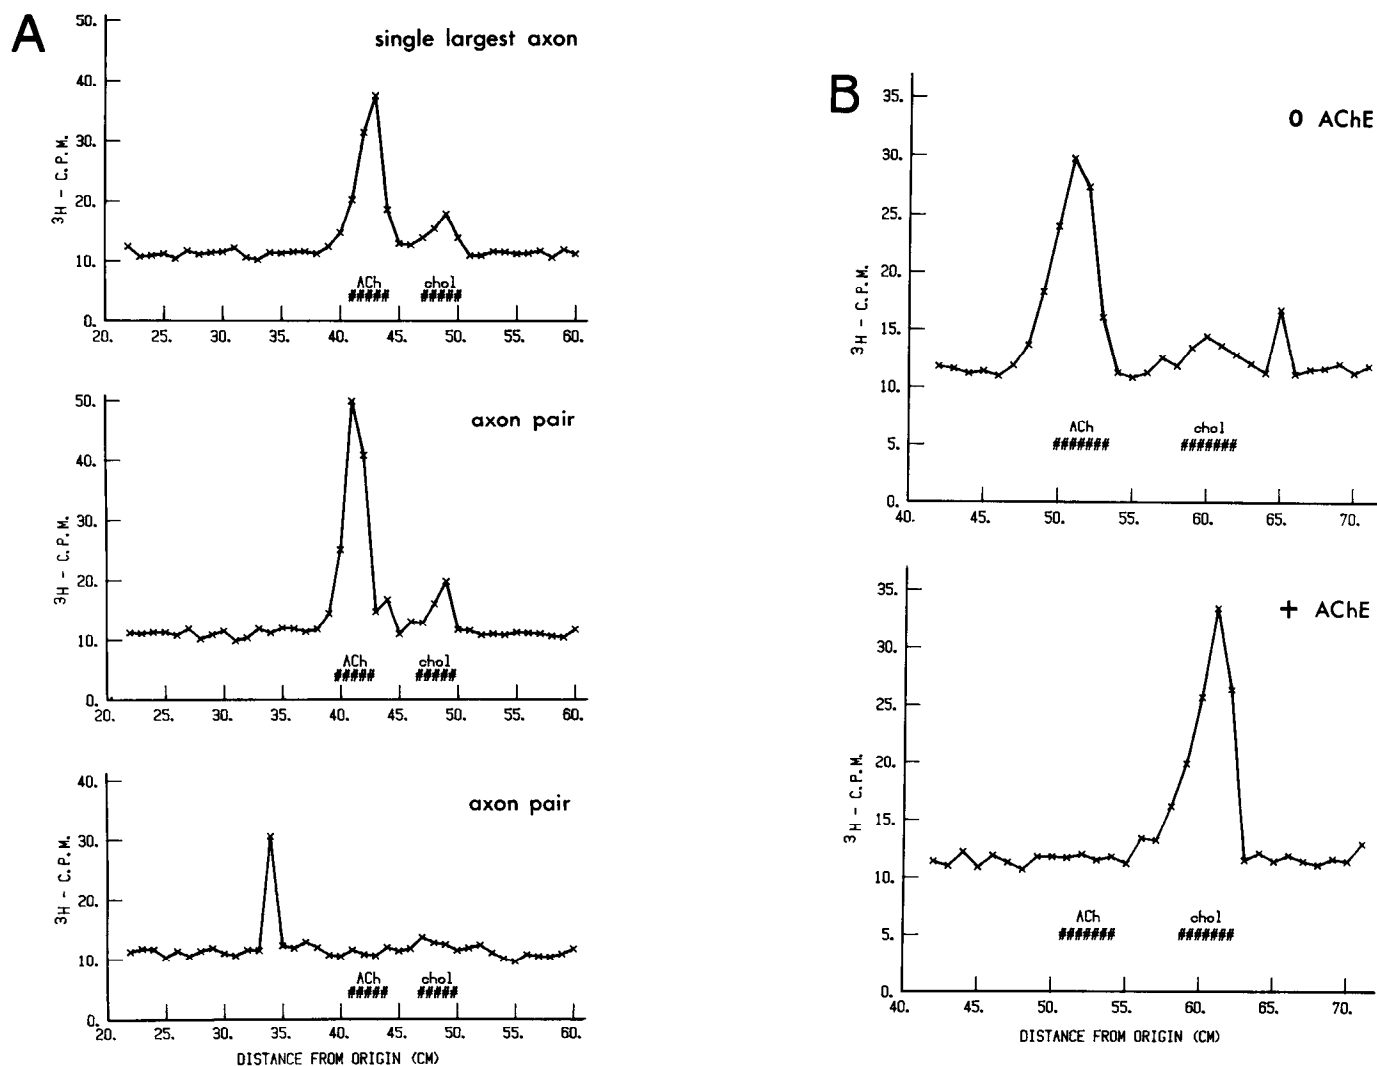 A
single largest axon
50.
40.
30.
20.
10.
0.
3H - C.P.M.
ACh chol
##### #####
20. 25. 30. 35. 40. 45. 50. 55. 60.
axon pair
50.
40.
30.
20.
10.
0.
3H - C.P.M.
ACh chol
##### #####
20. 25. 30. 35. 40. 45. 50. 55. 60.
axon pair
40.
30.
20.
10.
0.
3H - C.P.M.
ACh chol
##### #####
20. 25. 30. 35. 40. 45. 50. 55. 60.
DISTANCE FROM ORIGIN (CM)
B
O AChE
35.
30.
25.
20.
15.
10.
5.
0.
3H - C.P.M.
ACh chol
####### #######
40. 45. 50. 55. 60. 65. 70.
+ AChE
35.
30.
25.
20.
15.
10.
5.
0.
3H - C.P.M.
ACh chol
####### #######
40. 45. 50. 55. 60. 65. 70.
DISTANCE FROM ORIGIN (CM)